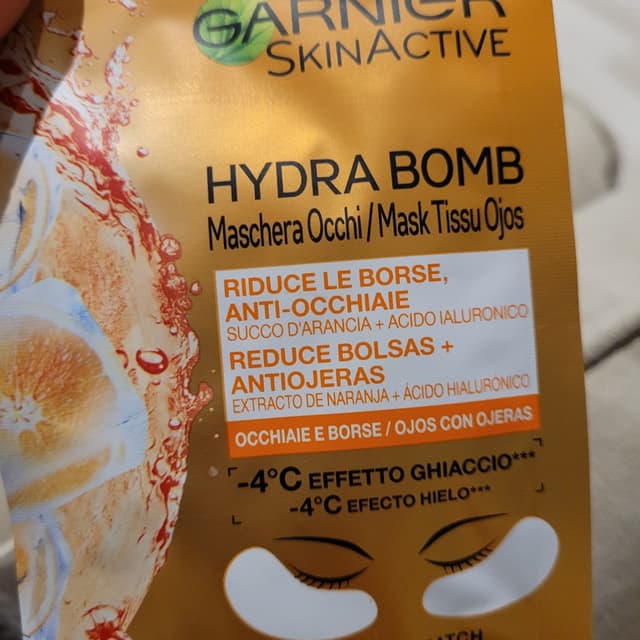 GARNIER
SKINACTIVE
HYDRA BOMB
Maschera Occhi / Mask Tissu Ojos
RIDUCE LE BORSE,
ANTI-OCCHIAIE
SUCCO D'ARANCIA + ACIDO IALURONICO
REDUCE BOLSAS +
ANTIOJERAS
EXTRACTO DE NARANJA + ÁCIDO HIALURÓNICO
OCCHIAIE E BORSE / OJOS CON OJERAS
-4°C EFFETTO GHIACCIO***
-4°C EFECTO HIELO***